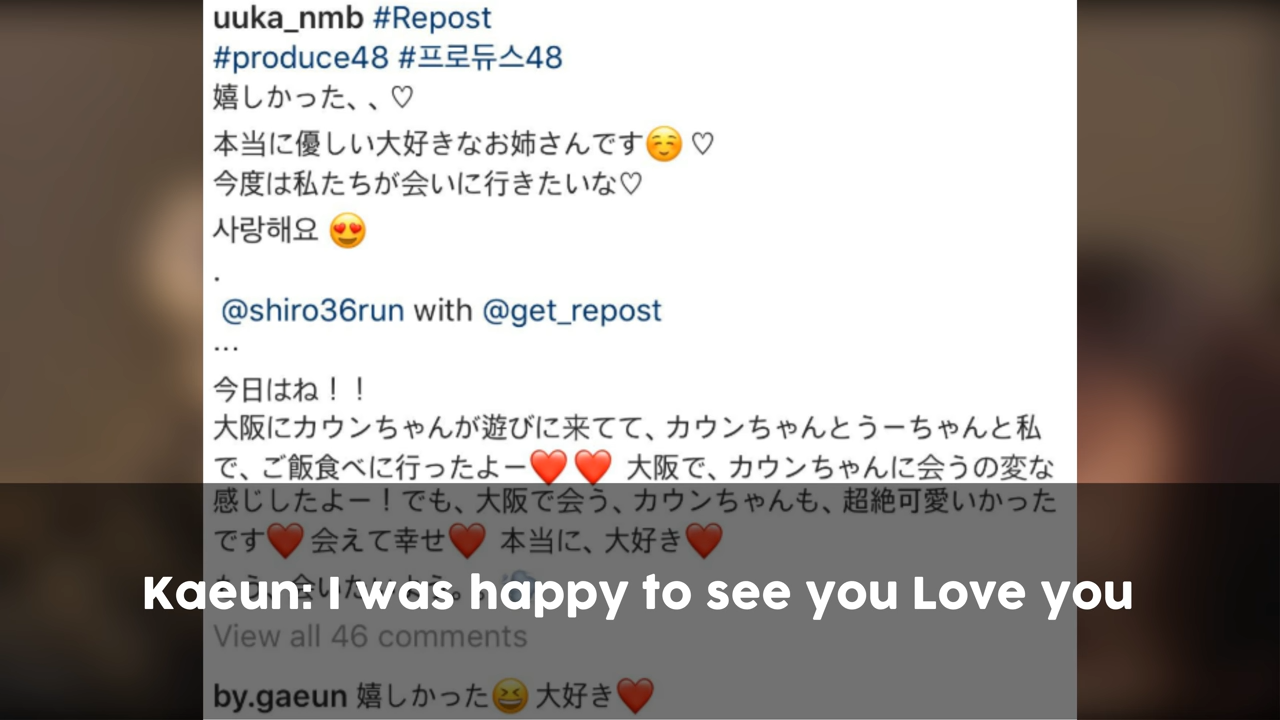 uuka_nmb #Repost
#produce48 #프로듀스48
嬉しかった、、♡
本当に優しい大好きなお姉さんです☺️ ♡
今度は私たちが会いに行きたいな♡
사랑해요 😍
.
@shiro36run with @get_repost
...
今日はね！！
大阪にカウンちゃんが遊びに来てて、カウンちゃんとうーちゃんと私
で、ご飯食べに行ったよー❤️❤️ 大阪で、カウンちゃんに会うの変な
感じしたよー！でも、大阪で会う、カウンちゃんも、超絶可愛いかった
です❤️会えて幸せ❤️ 本当に、大好き❤️
Kaeun: I was happy to see you Love you
View all 46 comments
by.gaeun 嬉しかった😆大好き❤️